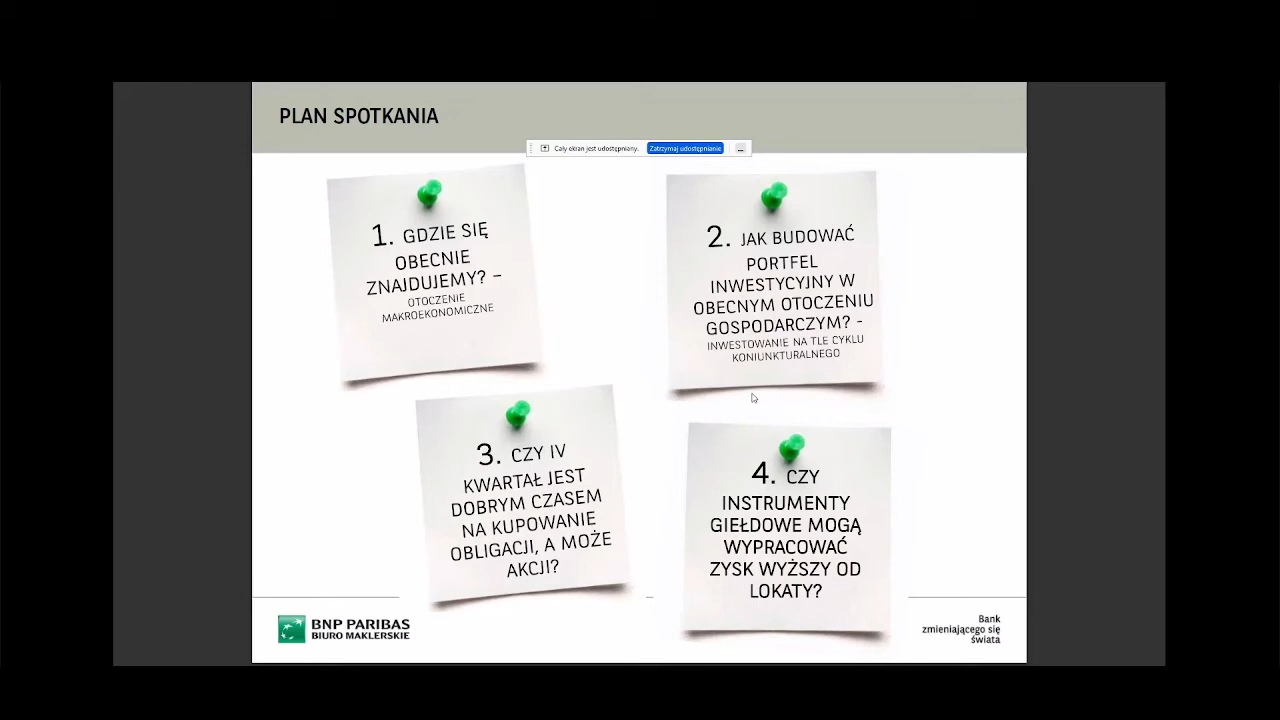 PLAN SPOTKANIA
Cały ekran jest udostępniany.
Zatrzymaj udostępnianie
1. GDZIE SIĘ
OBECNIE
ZNAJDUJEMY? –
OTOCZENIE
MAKROEKONOMICZNE
2. JAK BUDOWAĆ
PORTFEL
INWESTYCYJNY W
OBECNYM OTOCZENIU
GOSPODARCZYM? -
INWESTOWANIE NA TLE CYKLU
KONIUNKTURALNEGO
3. CZY IV
KWARTAŁ JEST
DOBRYM CZASEM
NA KUPOWANIE
OBLIGACJI, A MOŻE
AKCJI?
4. CZY
INSTRUMENTY
GIEŁDOWE MOGĄ
WYPRACOWAĆ
ZYSK WYŻSZY OD
LOKATY?
BNP PARIBAS
BIURO MAKLERSKIE
Bank
zmieniającego się
świata